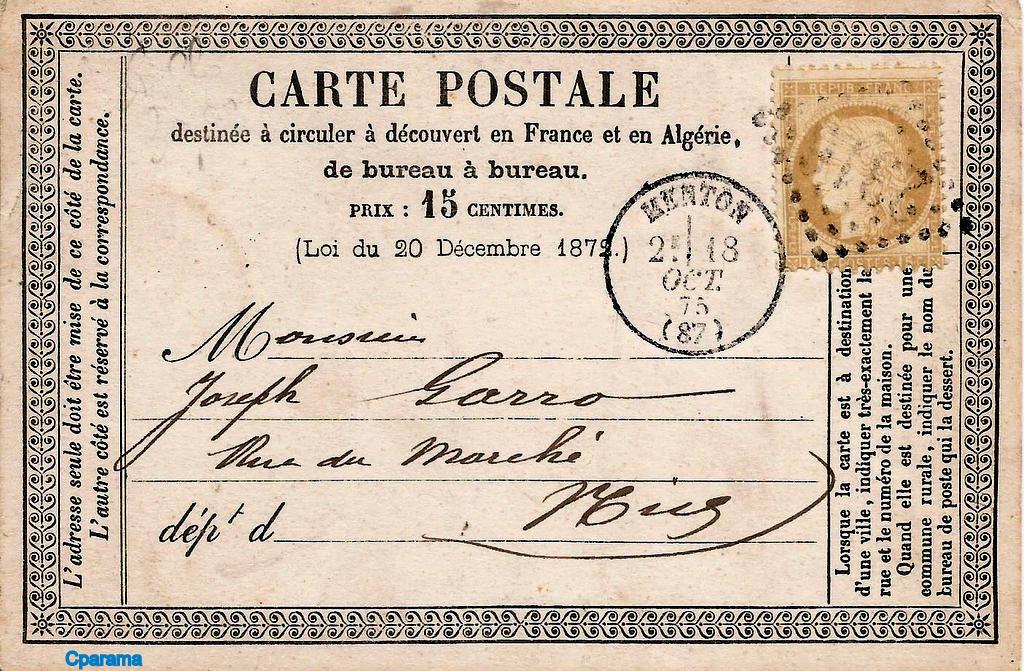 CARTE POSTALE
destinée à circuler à découvert en France et en Algérie,
de bureau à bureau.
PRIX : 15 CENTIMES.
(Loi du 20 Décembre 1872.)
REPUB FRANC
POSTES
MENTON
18
OCT.
75
(87)
Monsieur
Joseph Garro
Rue du Marché
Nice
dépt d
L'adresse seule doit être mise de ce côté de la carte.
L'autre côté est réservé à la correspondance.
Lorsque la carte est à destination
d'une ville, indiquer très-exactement la
rue et le numéro de la maison.
Quand elle est destinée pour une
commune rurale, indiquer le nom du
bureau de poste qui la dessert.
Cparama